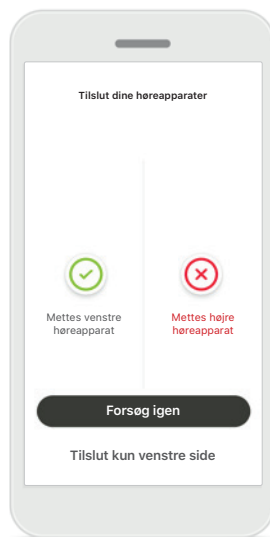 Tilslut dine høreapparater
Mettes venstre
høreapparat
Mettes højre
høreapparat
Forsøg igen
Tilslut kun venstre side